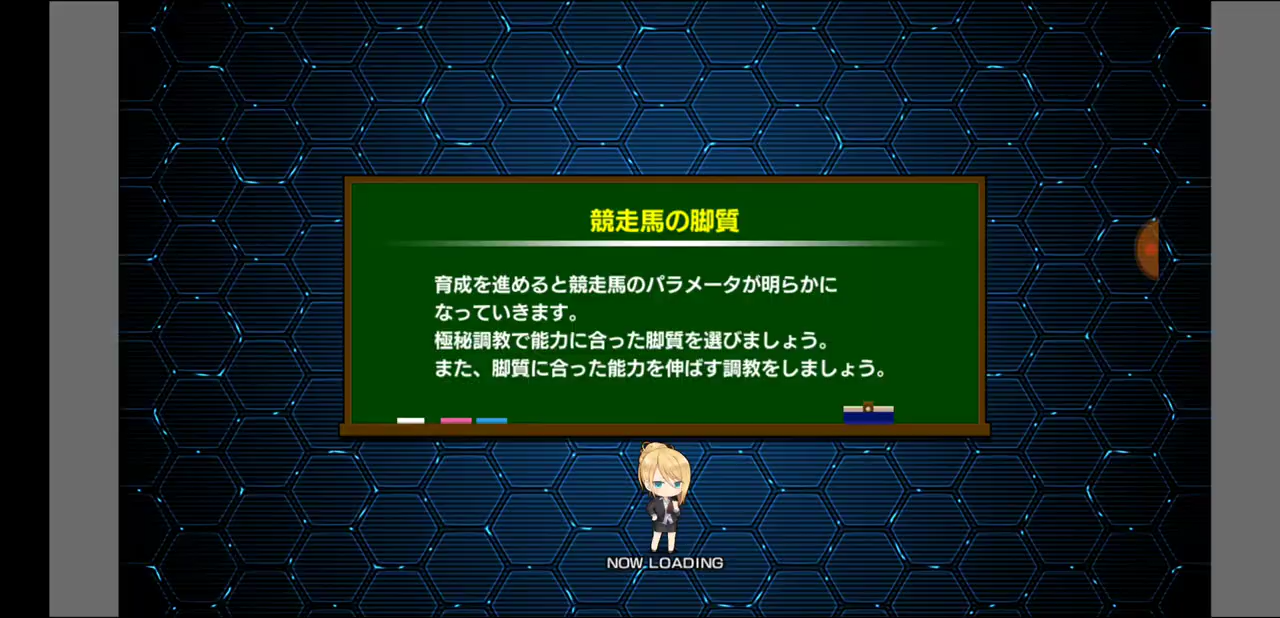 競走馬の脚質
育成を進めると競走馬のパラメータが明らかに
なっていきます。
極秘調教で能力に合った脚質を選びましょう。
また、脚質に合った能力を伸ばす調教をしましょう。
NOW LOADING